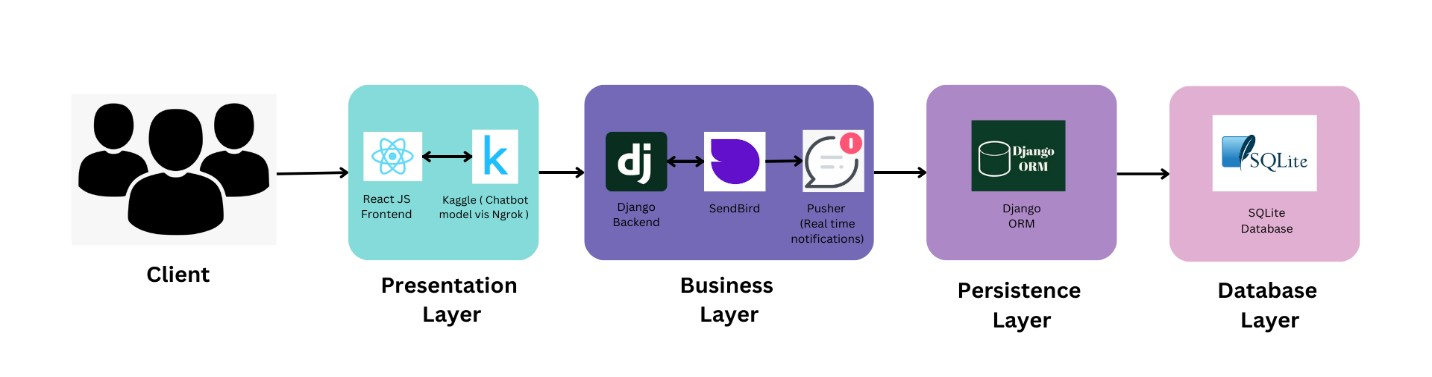 React JS
Frontend
k
Kaggle ( Chatbot
model vis Ngrok )
dj
Django
Backend
SendBird
Pusher
(Real time
notifications)
Django
ORM
Django
ORM
SQLite
SQLite
Database
Client
Presentation
Layer
Business
Layer
Persistence
Layer
Database
Layer